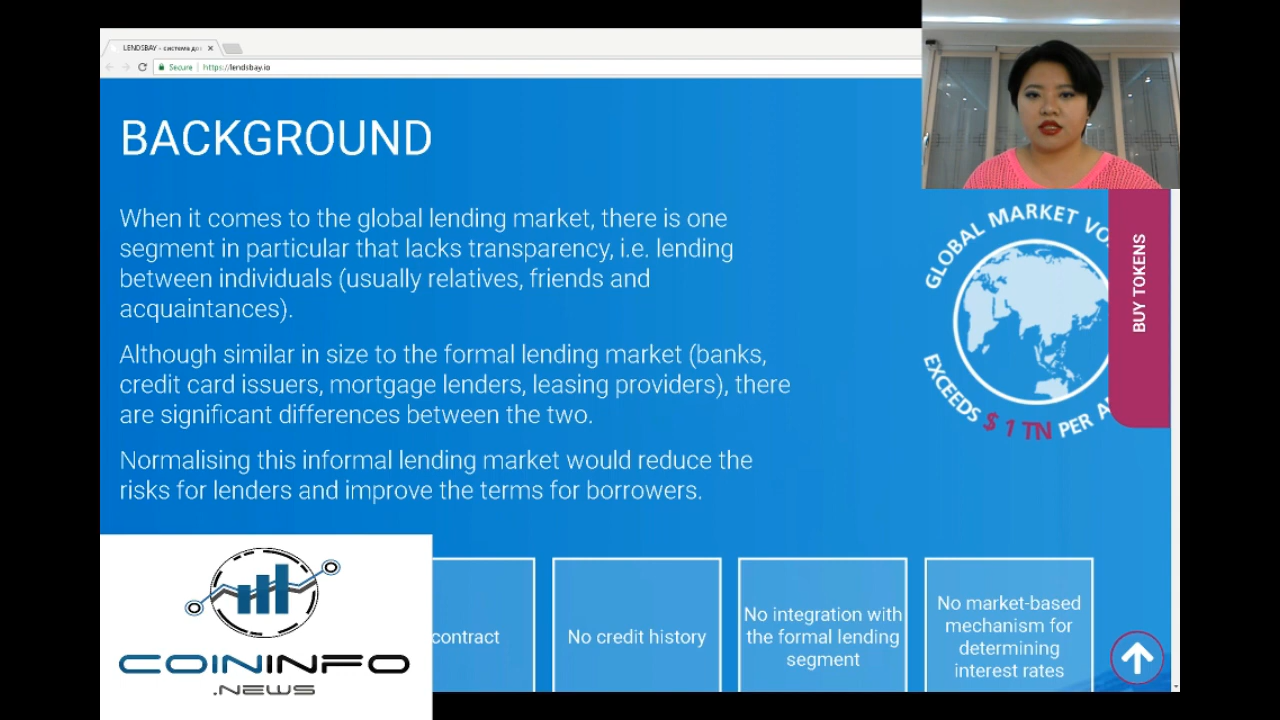 LENDSBAY - система до
Secure
https://lendsbay.io
BACKGROUND
When it comes to the global lending market, there is one
segment in particular that lacks transparency, i.e. lending
between individuals (usually relatives, friends and
acquaintances).
Although similar in size to the formal lending market (banks,
credit card issuers, mortgage lenders, leasing providers), there
are significant differences between the two.
Normalising this informal lending market would reduce the
risks for lenders and improve the terms for borrowers.
GLOBAL MARKET
EXCEEDS $ 1 TN PER
BUY TOKENS
contract
No credit history
No integration with
the formal lending
segment
No market-based
mechanism for
determining
interest rates
COININFO
.NEWS